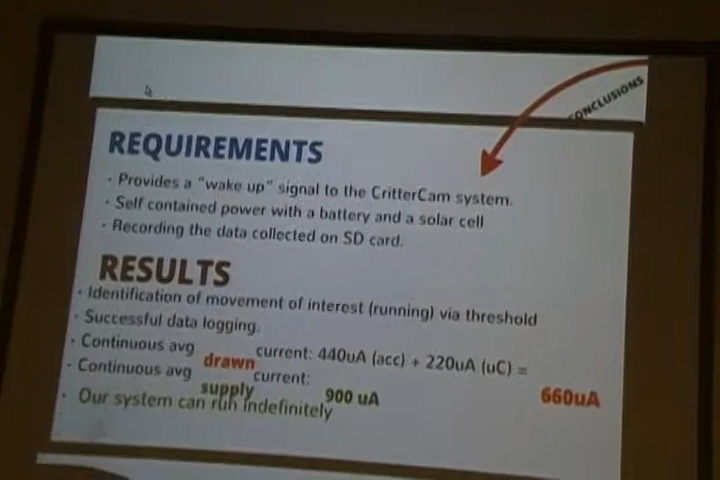 CONCLUSIONS
REQUIREMENTS
· Provides a "wake up" signal to the CritterCam system.
· Self contained power with a battery and a solar cell
· Recording the data collected on SD card.
RESULTS
· Identification of movement of interest (running) via threshold
· Successful data logging.
· Continuous avg drawn current: 440uA (acc) + 220uA (uC) = 660uA
· Continuous avg supply current: 900 uA
· Our system can run indefinitely